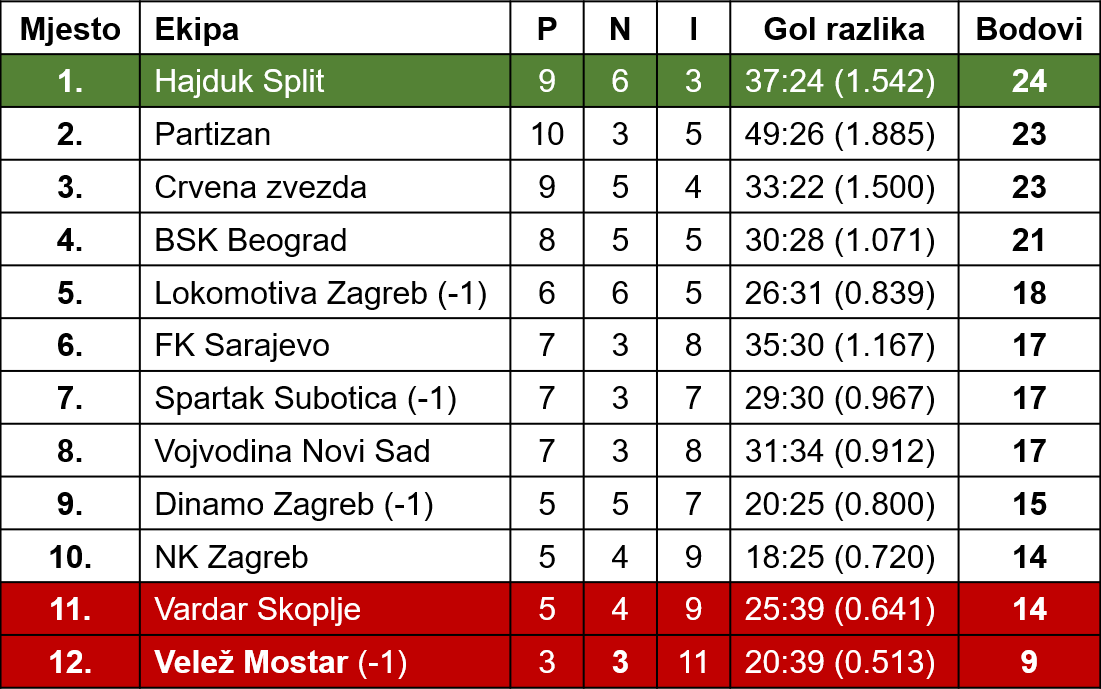 Mjesto Ekipa P N I Gol razlika Bodovi
1. Hajduk Split 9 6 3 37:24 (1.542) 24
2. Partizan 10 3 5 49:26 (1.885) 23
3. Crvena zvezda 9 5 4 33:22 (1.500) 23
4. BSK Beograd 8 5 5 30:28 (1.071) 21
5. Lokomotiva Zagreb (-1) 6 6 5 26:31 (0.839) 18
6. FK Sarajevo 7 3 8 35:30 (1.167) 17
7. Spartak Subotica (-1) 7 3 7 29:30 (0.967) 17
8. Vojvodina Novi Sad 7 3 8 31:34 (0.912) 17
9. Dinamo Zagreb (-1) 5 5 7 20:25 (0.800) 15
10. NK Zagreb 5 4 9 18:25 (0.720) 14
11. Vardar Skoplje 5 4 9 25:39 (0.641) 14
12. Velež Mostar (-1) 3 3 11 20:39 (0.513) 9